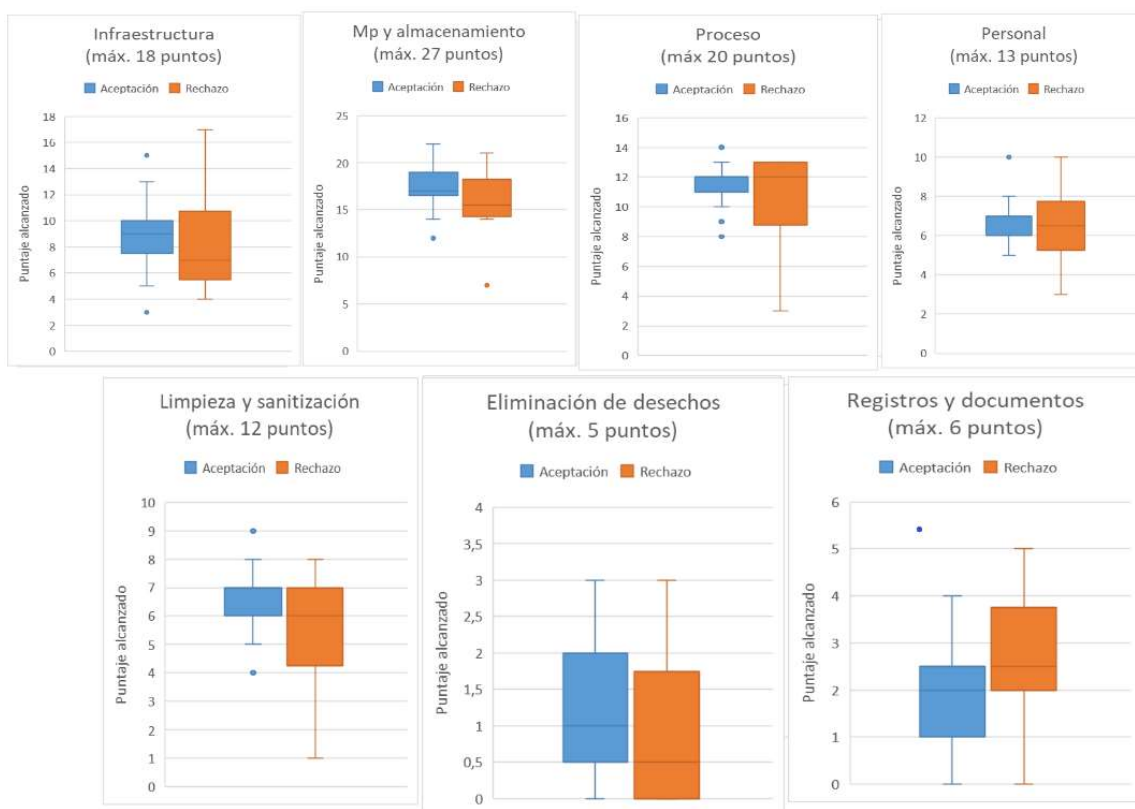 Infraestructura
(máx. 18 puntos)
Aceptación Rechazo
Puntaje alcanzado
18
16
14
12
10
8
6
4
2
0
Mp y almacenamiento
(máx. 27 puntos)
Aceptación Rechazo
Puntaje alcanzado
25
20
15
10
5
0
Proceso
(máx 20 puntos)
Aceptación Rechazo
Puntaje alcanzado
16
14
12
10
8
6
4
2
0
Personal
(máx. 13 puntos)
Aceptación Rechazo
Puntaje alcanzado
12
10
8
6
4
2
0
Limpieza y sanitización
(máx. 12 puntos)
Aceptación Rechazo
Puntaje alcanzado
10
9
8
7
6
5
4
3
2
1
0
Eliminación de desechos
(máx. 5 puntos)
Aceptación Rechazo
Puntaje alcanzado
4
3,5
3
2,5
2
1,5
1
0,5
0
Registros y documentos
(máx. 6 puntos)
Aceptación Rechazo
Puntaje alcanzado
6
5
4
3
2
1
0